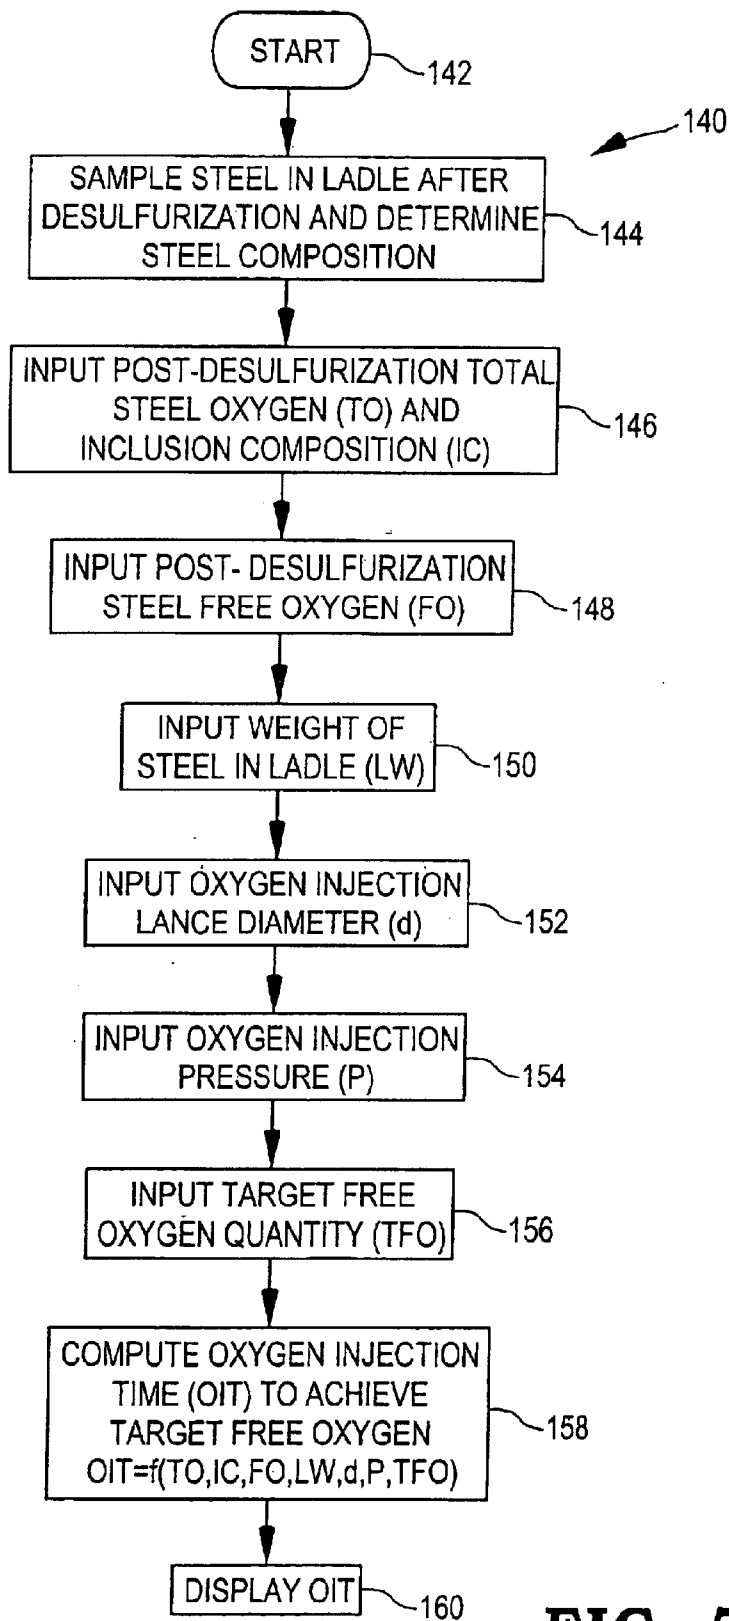 START
142
140
SAMPLE STEEL IN LADLE AFTER
DESULFURIZATION AND DETERMINE
STEEL COMPOSITION
144
INPUT POST-DESULFURIZATION TOTAL
STEEL OXYGEN (TO) AND
INCLUSION COMPOSITION (IC)
146
INPUT POST- DESULFURIZATION
STEEL FREE OXYGEN (FO)
148
INPUT WEIGHT OF
STEEL IN LADLE (LW)
150
INPUT OXYGEN INJECTION
LANCE DIAMETER (d)
152
INPUT OXYGEN INJECTION
PRESSURE (P)
154
INPUT TARGET FREE
OXYGEN QUANTITY (TFO)
156
COMPUTE OXYGEN INJECTION
TIME (OIT) TO ACHIEVE
TARGET FREE OXYGEN
OIT=f(TO,IC,FO,LW,d,P,TFO)
158
DISPLAY OIT
160